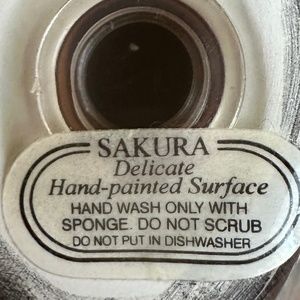 SAKURA
Delicate
Hand-painted Surface
HAND WASH ONLY WITH
SPONGE. DO NOT SCRUB
DO NOT PUT IN DISHWASHER